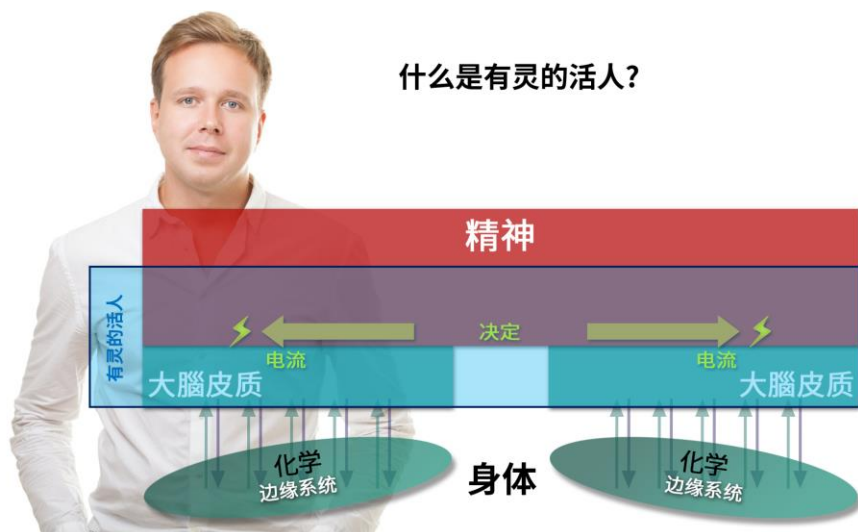 什么是有灵的活人?
精神
有灵的活人
决定
电流
电流
大腦皮质
大腦皮质
化学
边缘系统
身体
化学
边缘系统